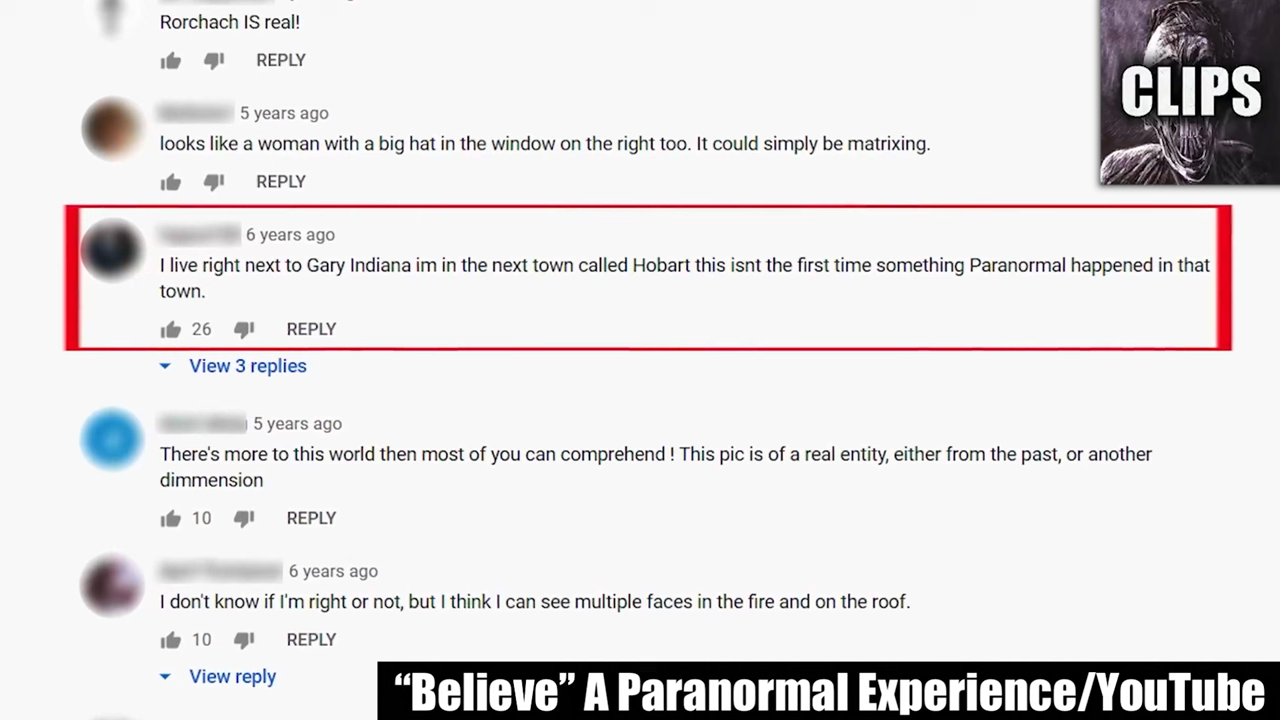 Rorchach IS real!
REPLY
CLIPS
5 years ago
looks like a woman with a big hat in the window on the right too. It could simply be matrixing.
REPLY
6 years ago
I live right next to Gary Indiana im in the next town called Hobart this isnt the first time something Paranormal happened in that
town.
26 REPLY
View 3 replies
5 years ago
There's more to this world then most of you can comprehend ! This pic is of a real entity, either from the past, or another
dimmension
10 REPLY
6 years ago
I don't know if I'm right or not, but I think I can see multiple faces in the fire and on the roof.
10 REPLY
View reply
“Believe” A Paranormal Experience/YouTube